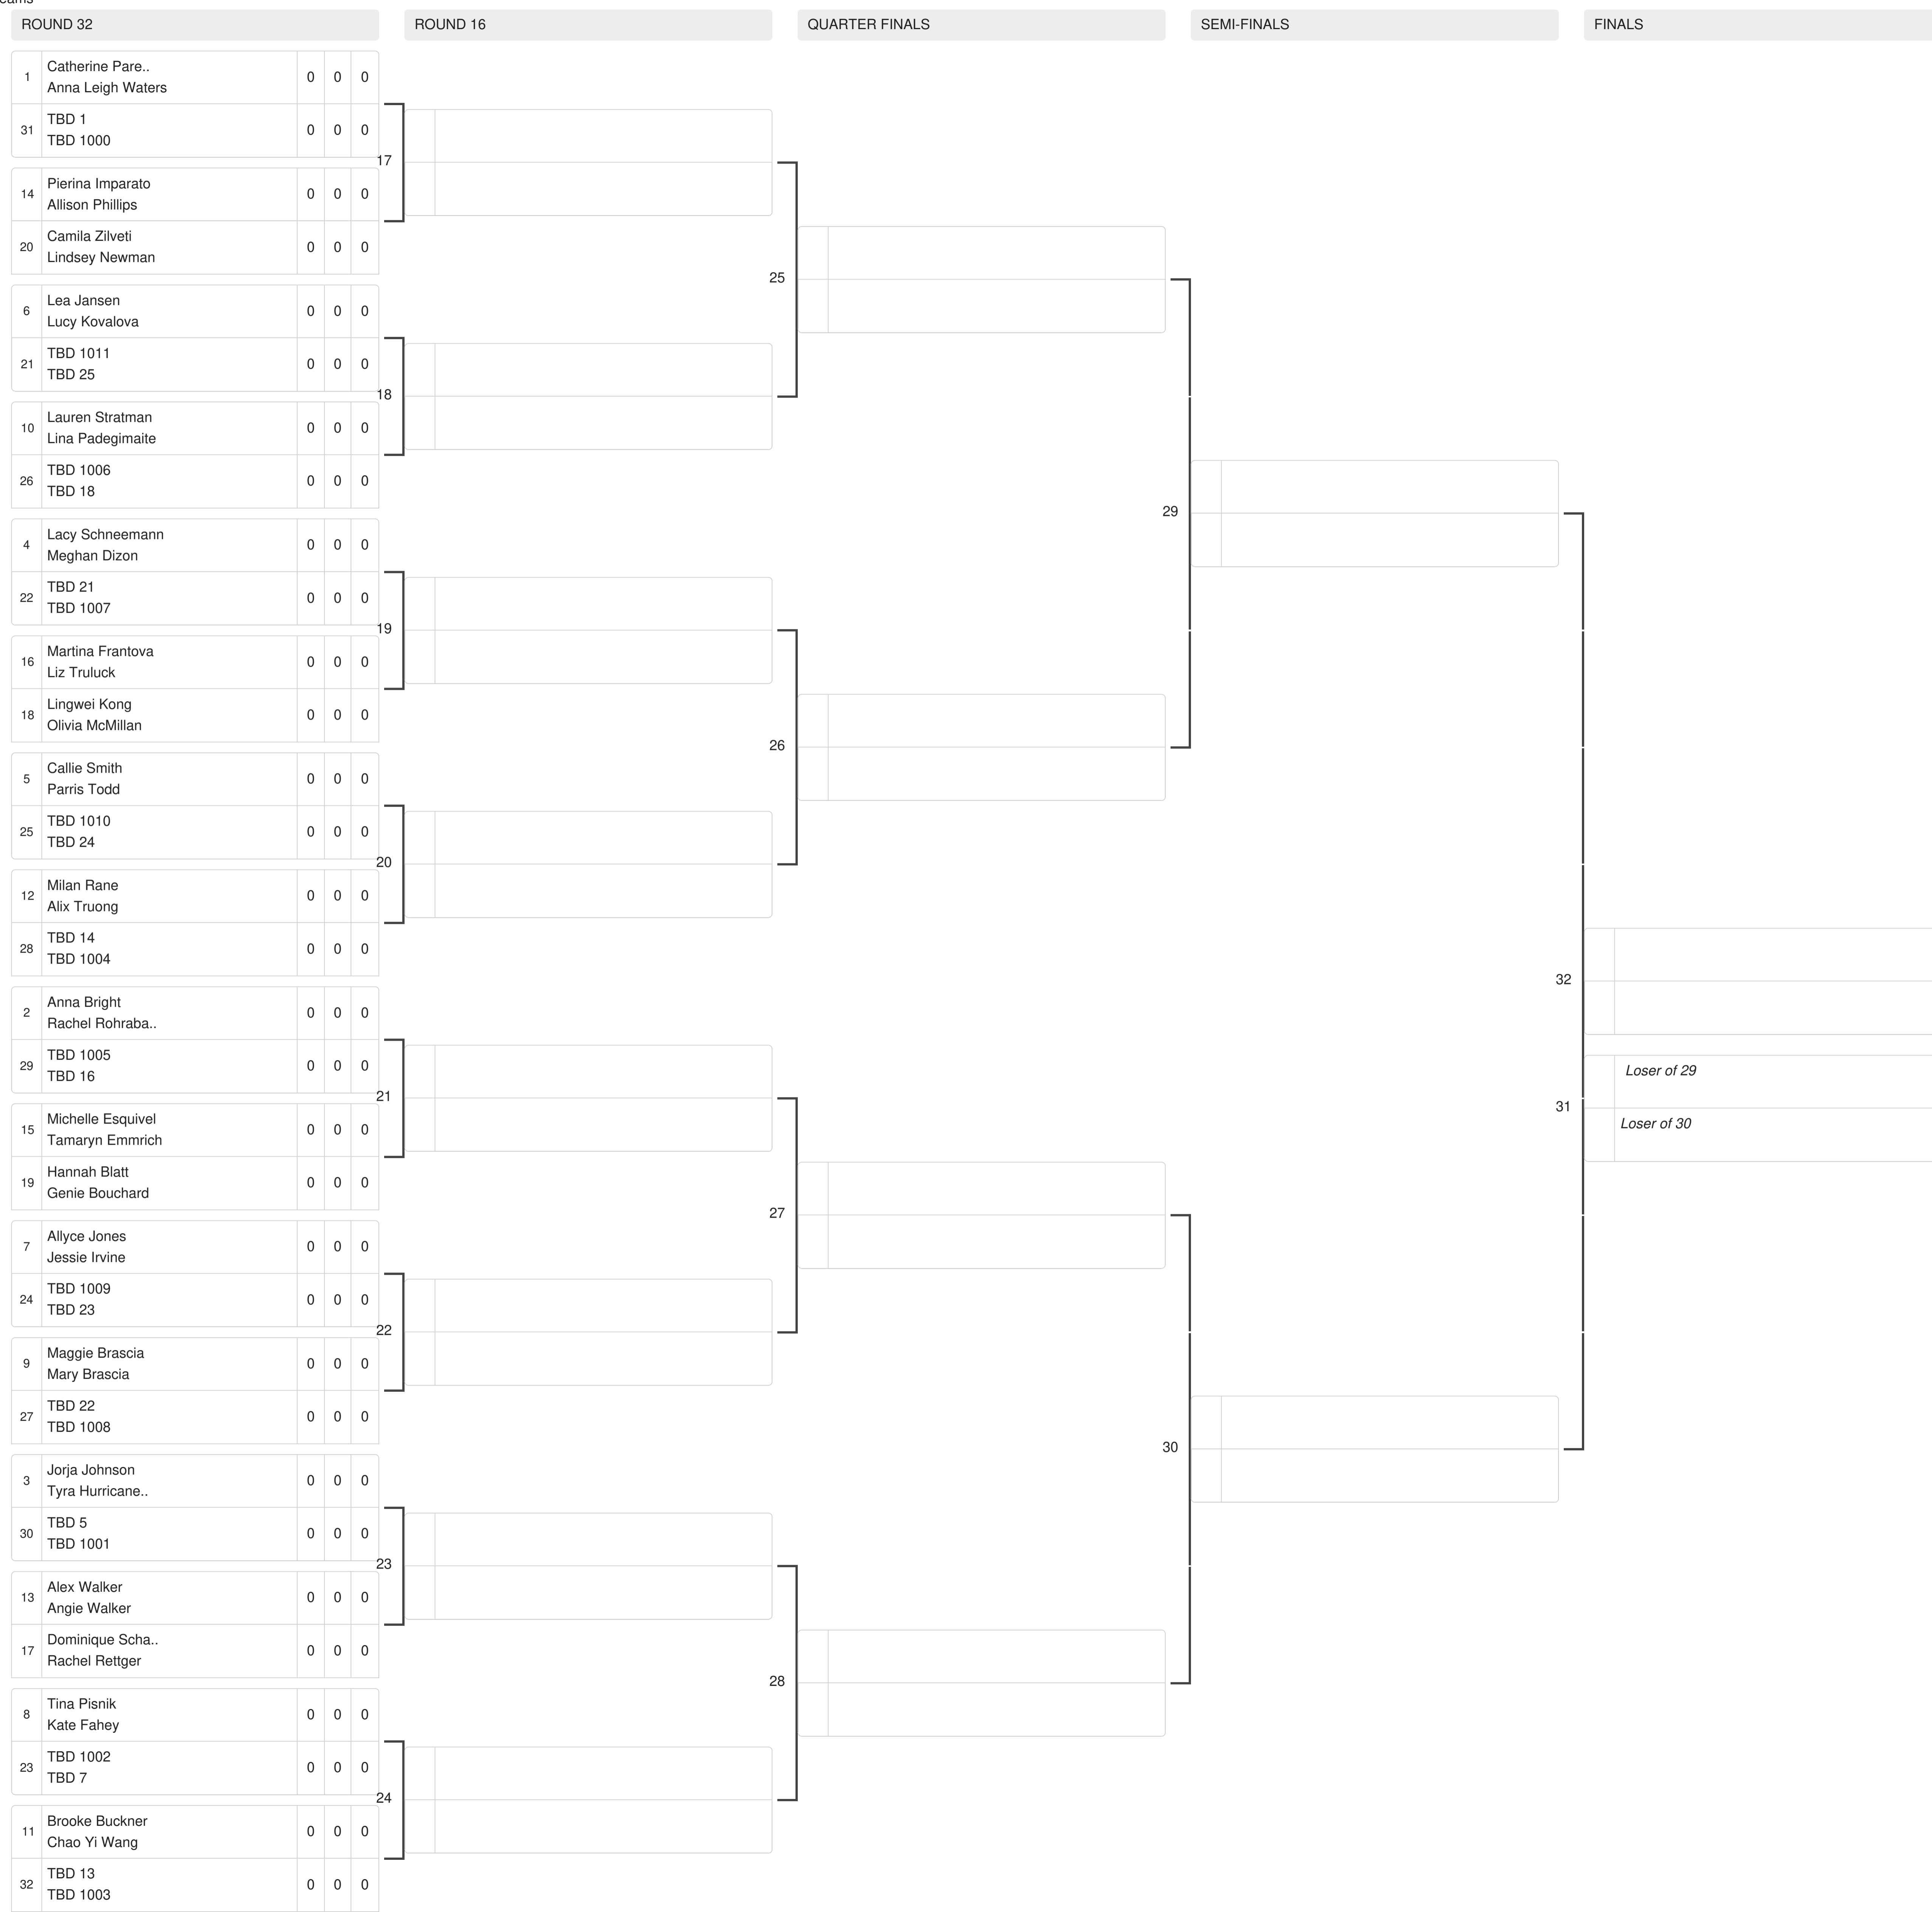 ROUND 32
ROUND 16
QUARTER FINALS
SEMI-FINALS
FINALS
1
Catherine Pare..
Anna Leigh Waters
0 0 0
31
TBD 1
TBD 1000
0 0 0
17
14
Pierina Imparato
Allison Phillips
0 0 0
20
Camila Zilveti
Lindsey Newman
0 0 0
25
6
Lea Jansen
Lucy Kovalova
0 0 0
21
TBD 1011
TBD 25
0 0 0
18
10
Lauren Stratman
Lina Padegimaite
0 0 0
26
TBD 1006
TBD 18
0 0 0
29
4
Lacy Schneemann
Meghan Dizon
0 0 0
22
TBD 21
TBD 1007
0 0 0
19
16
Martina Frantova
Liz Truluck
0 0 0
18
Lingwei Kong
Olivia McMillan
0 0 0
26
5
Callie Smith
Parris Todd
0 0 0
25
TBD 1010
TBD 24
0 0 0
20
12
Milan Rane
Alix Truong
0 0 0
28
TBD 14
TBD 1004
0 0 0
32
2
Anna Bright
Rachel Rohraba..
0 0 0
29
TBD 1005
TBD 16
0 0 0
Loser of 29
31
Loser of 30
21
15
Michelle Esquivel
Tamaryn Emmrich
0 0 0
19
Hannah Blatt
Genie Bouchard
0 0 0
27
7
Allyce Jones
Jessie Irvine
0 0 0
24
TBD 1009
TBD 23
0 0 0
22
9
Maggie Brascia
Mary Brascia
0 0 0
27
TBD 22
TBD 1008
0 0 0
30
3
Jorja Johnson
Tyra Hurricane..
0 0 0
30
TBD 5
TBD 1001
0 0 0
23
13
Alex Walker
Angie Walker
0 0 0
17
Dominique Scha..
Rachel Rettger
0 0 0
28
8
Tina Pisnik
Kate Fahey
0 0 0
23
TBD 1002
TBD 7
0 0 0
24
11
Brooke Buckner
Chao Yi Wang
0 0 0
32
TBD 13
TBD 1003
0 0 0